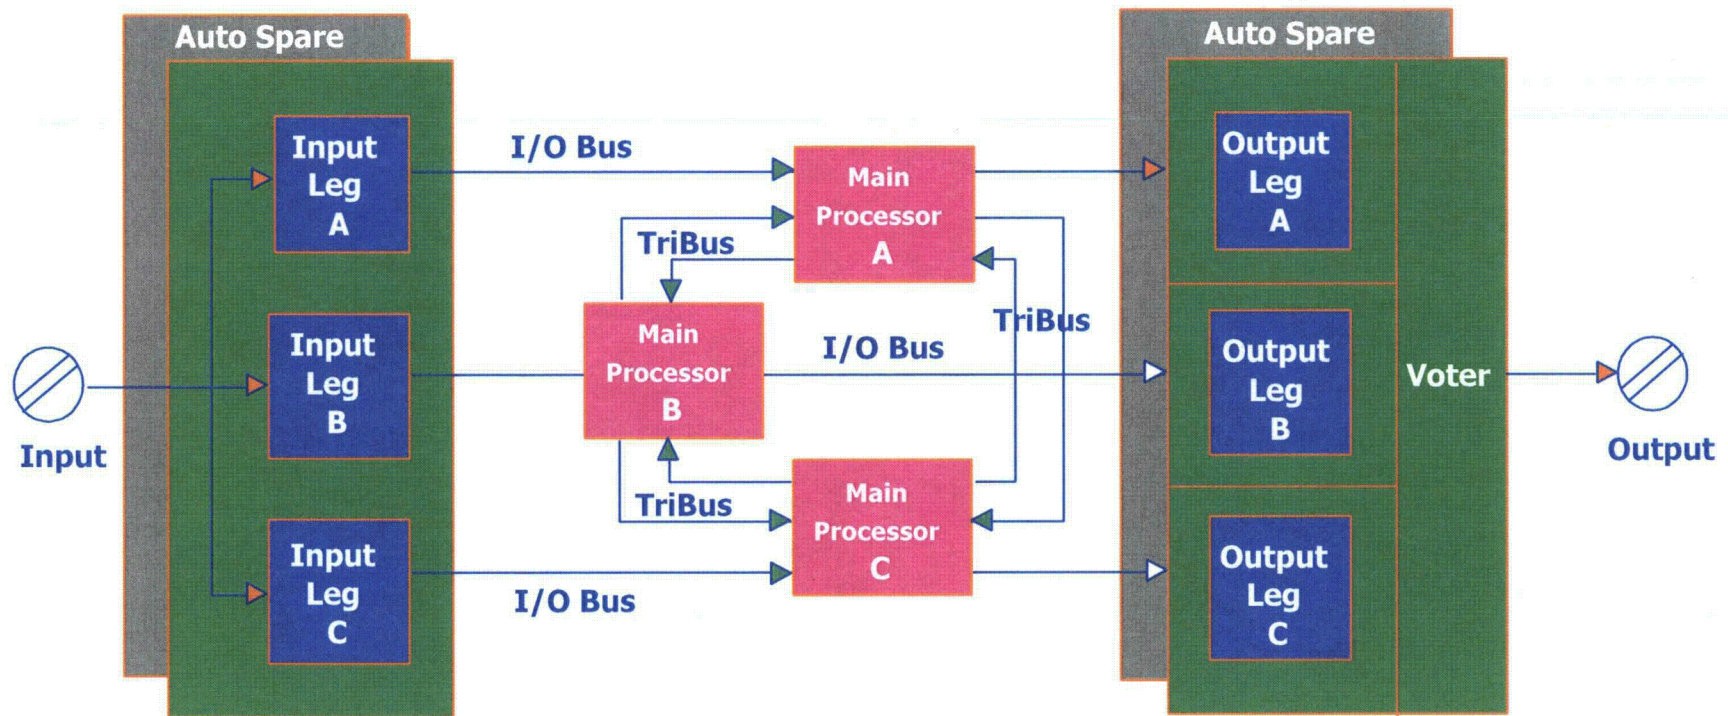 Auto Spare
Auto Spare
Input
Leg
A
I/O Bus
Main
Processor
A
Output
Leg
A
TriBus
TriBus
Input
Leg
B
Main
Processor
B
I/O Bus
Output
Leg
B
Voter
Input
Output
TriBus
Main
Processor
C
Input
Leg
C
I/O Bus
Output
Leg
C